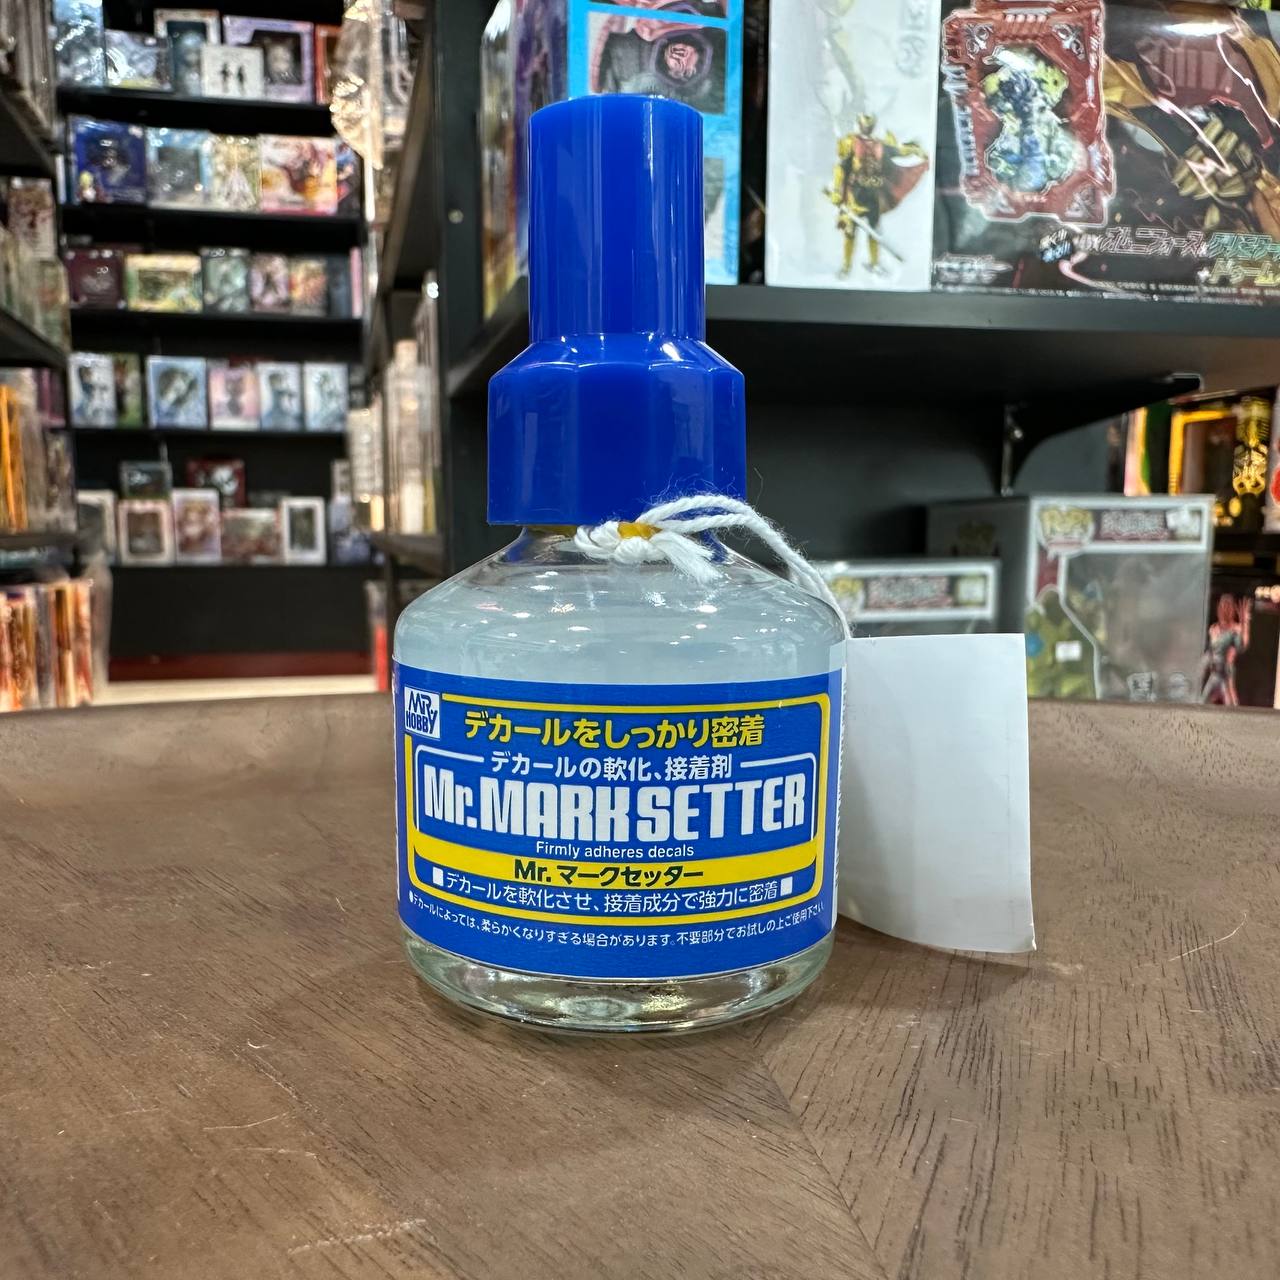 MR.
HOBBY
デカールをしっかり密着
デカールの軟化、接着剤
Mr.MARK SETTER
Firmly adheres decals
Mr.マークセッター
■デカールを軟化させ、接着成分で強力に密着■
●デカールによっては、柔らかくなりすぎる場合があります。不要部分でお試しの上ご使用下さい。
POP!